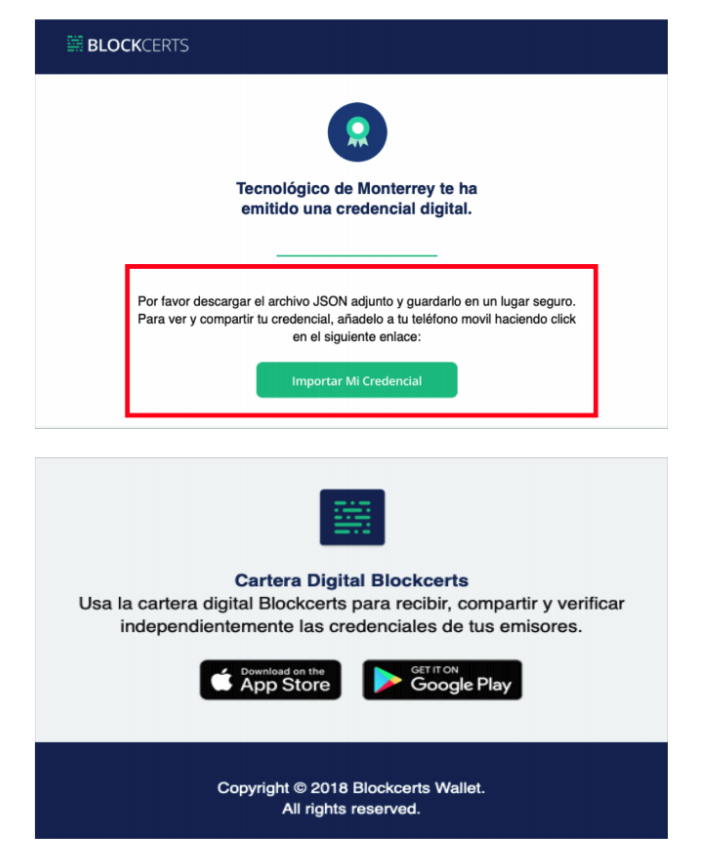 BLOCKCERTS
Tecnológico de Monterrey te ha
emitido una credencial digital.
Por favor descargar el archivo JSON adjunto y guardarlo en un lugar seguro.
Para ver y compartir tu credencial, añadelo a tu teléfono movil haciendo click
en el siguiente enlace:
Importar Mi Credencial
Cartera Digital Blockcerts
Usa la cartera digital Blockcerts para recibir, compartir y verificar
independientemente las credenciales de tus emisores.
Download on the
App Store
GET IT ON
Google Play
Copyright © 2018 Blockcerts Wallet.
All rights reserved.